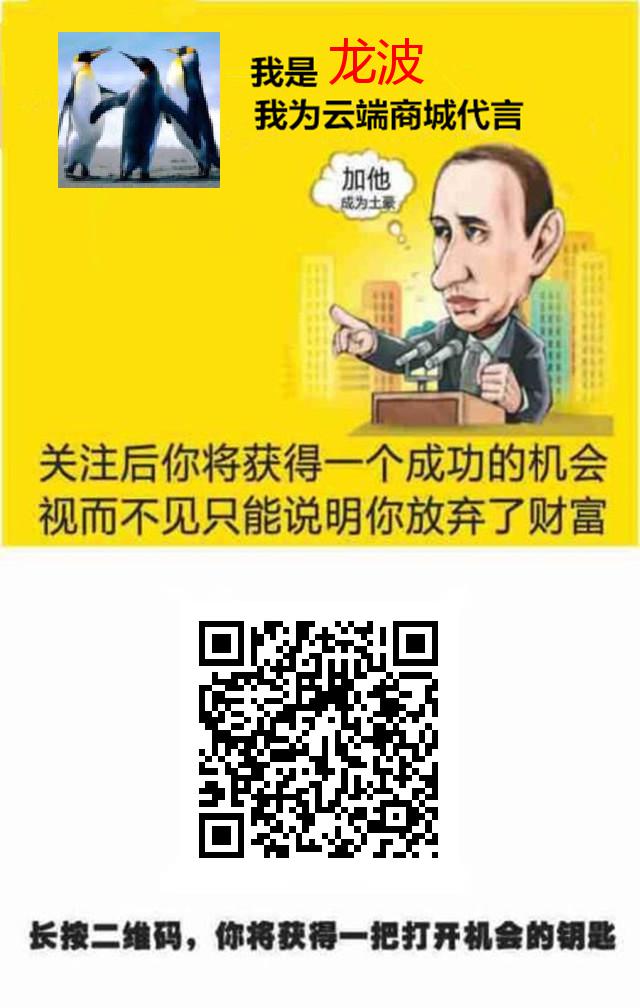 我是 龙波
我为云端商城代言
加他
成为土豪
关注后你将获得一个成功的机会
视而不见只能说明你放弃了财富
长按二维码，你将获得一把打开机会的钥匙